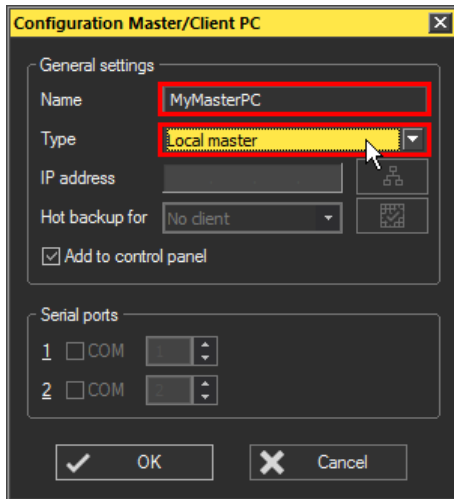 Configuration Master/Client PC
General settings
Name MyMasterPC
Type Local master
IP address
Hot backup for No client
Add to control panel
Serial ports
1 COM 1
2 COM 2
OK Cancel